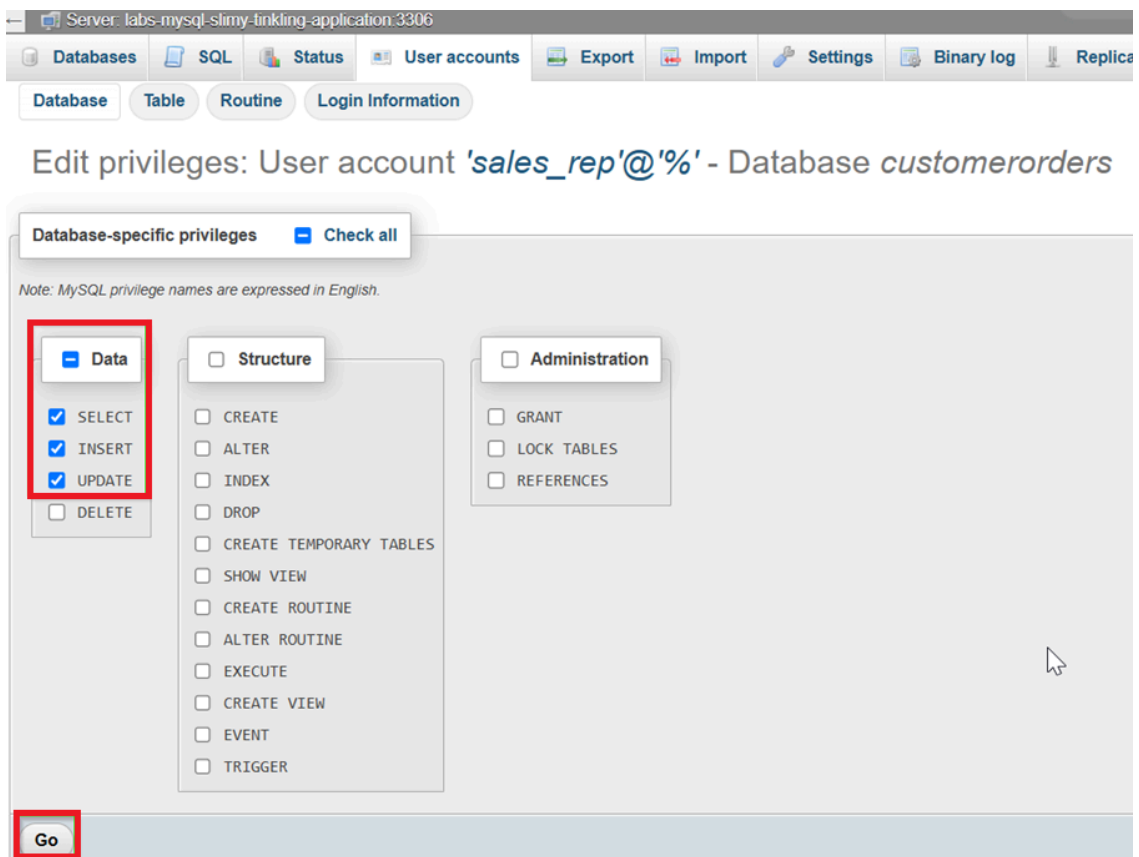 Server: labs-mysql-slimy-tinkling-application:3306
Databases SQL Status User accounts Export Import Settings Binary log Replica
Database Table Routine Login Information
Edit privileges: User account 'sales_rep'@'%' - Database customerorders
Database-specific privileges Check all
Note: MySQL privilege names are expressed in English.
Data
SELECT
INSERT
UPDATE
DELETE
Structure
CREATE
ALTER
INDEX
DROP
CREATE TEMPORARY TABLES
SHOW VIEW
CREATE ROUTINE
ALTER ROUTINE
EXECUTE
CREATE VIEW
EVENT
TRIGGER
Administration
GRANT
LOCK TABLES
REFERENCES
Go